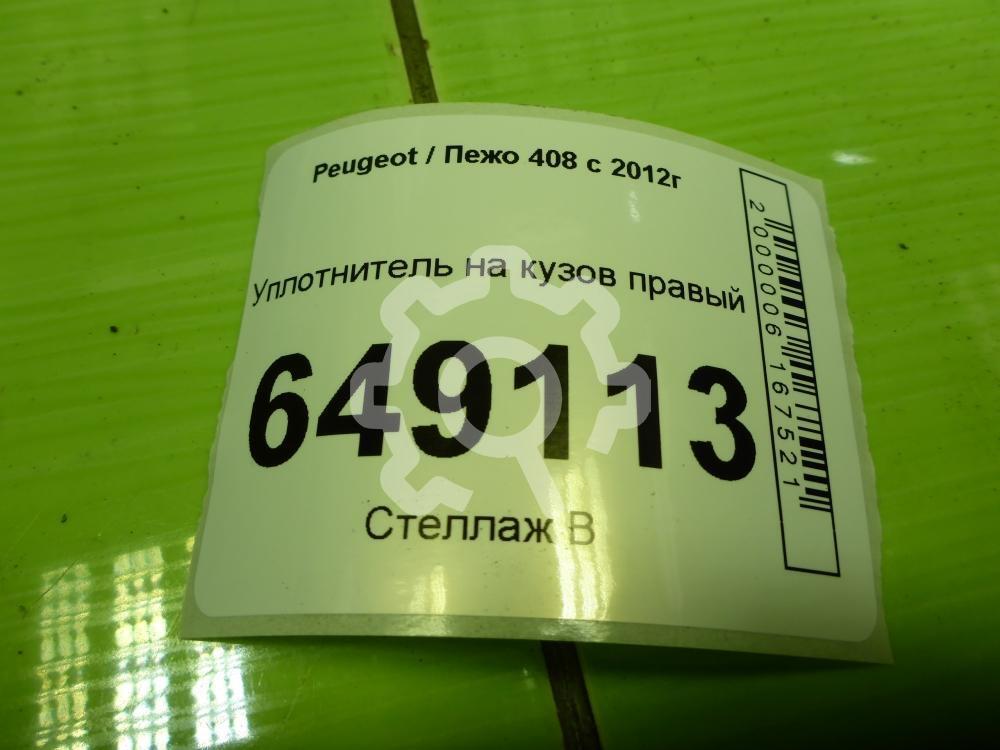 Peugeot / Пежо 408 с 2012г
Уплотнитель на кузов правый
649113
Стеллаж В
2000006167521